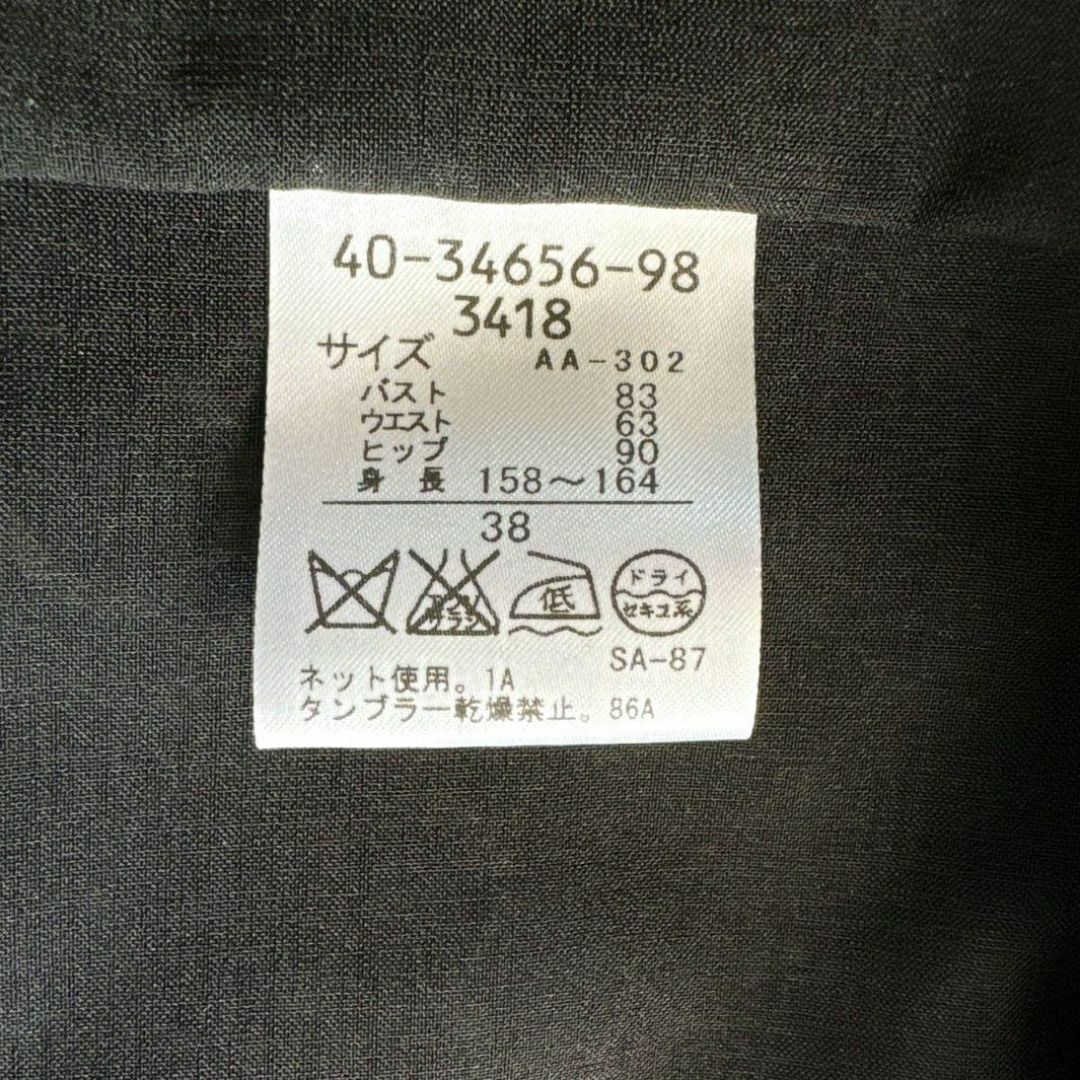 40-34656-98
3418
サイズ AA-302
バスト 83
ウエスト 63
ヒップ 90
身長 158〜164
38
低
ドライ
セキユ系
SA-87
ネット使用。1A
タンブラー乾燥禁止。86A